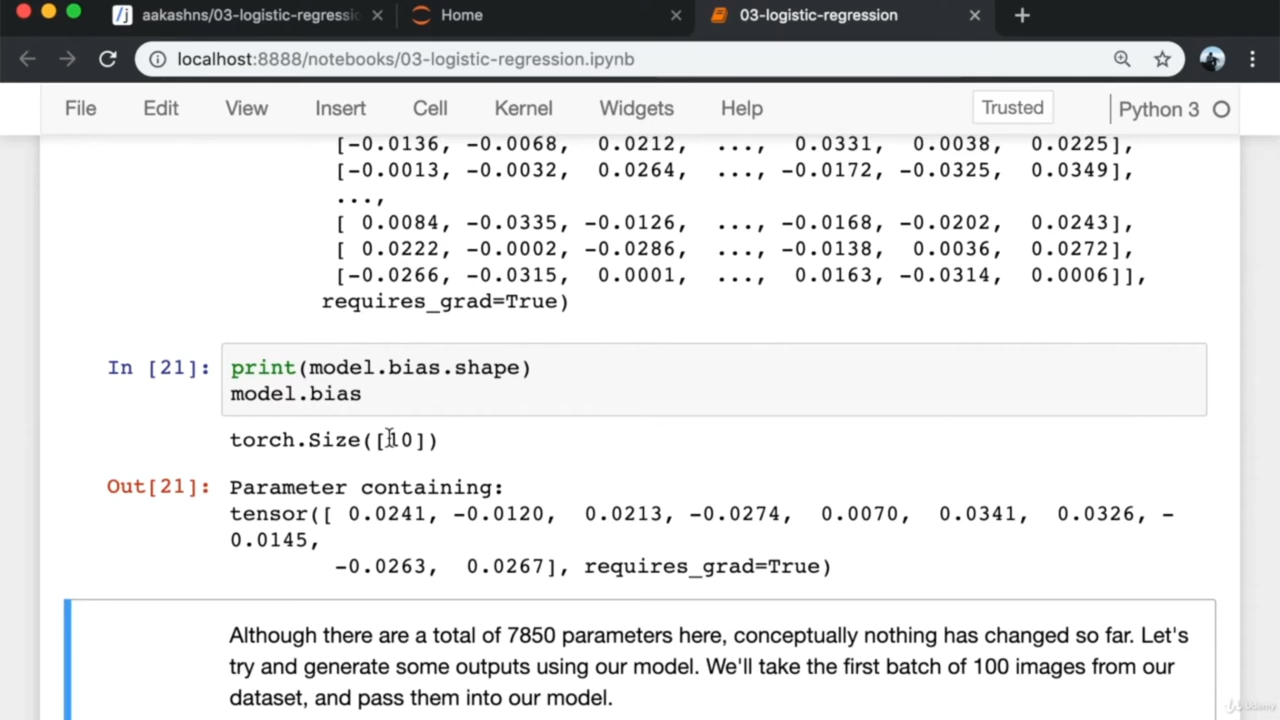 aakashns/03-logistic-regressio
Home
03-logistic-regression
localhost:8888/notebooks/03-logistic-regression.ipynb
File Edit View Insert Cell Kernel Widgets Help Trusted Python 3
[-0.0136, -0.0068, 0.0212, ..., 0.0331, 0.0038, 0.0225],
[-0.0013, -0.0032, 0.0264, ..., -0.0172, -0.0325, 0.0349],
...,
[ 0.0084, -0.0335, -0.0126, ..., -0.0168, -0.0202, 0.0243],
[ 0.0222, -0.0002, -0.0286, ..., -0.0138, 0.0036, 0.0272],
[-0.0266, -0.0315, 0.0001, ..., 0.0163, -0.0314, 0.0006]],
requires_grad=True)
In [21]: print(model.bias.shape)
model.bias
torch.Size([10])
Out[21]: Parameter containing:
tensor([ 0.0241, -0.0120, 0.0213, -0.0274, 0.0070, 0.0341, 0.0326, -
0.0145,
-0.0263, 0.0267], requires_grad=True)
Although there are a total of 7850 parameters here, conceptually nothing has changed so far. Let's
try and generate some outputs using our model. We'll take the first batch of 100 images from our
dataset, and pass them into our model.
Udemy